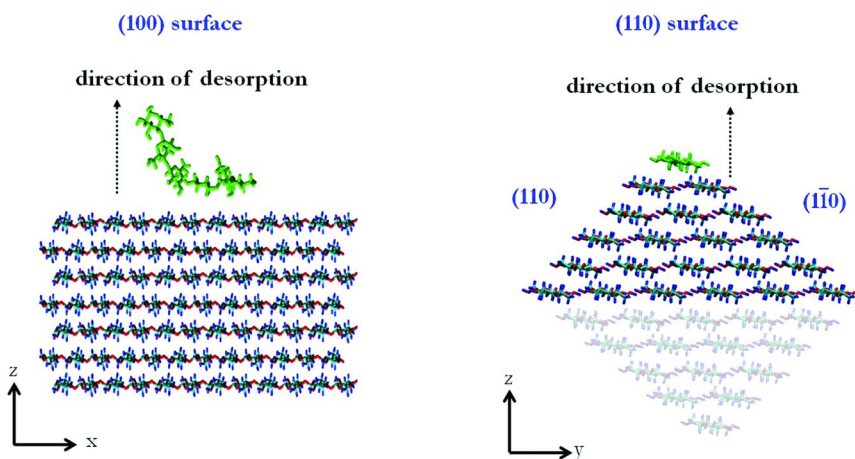 (100) surface
direction of desorption
z
x
(110) surface
direction of desorption
(110)
(11̅0)
z
y